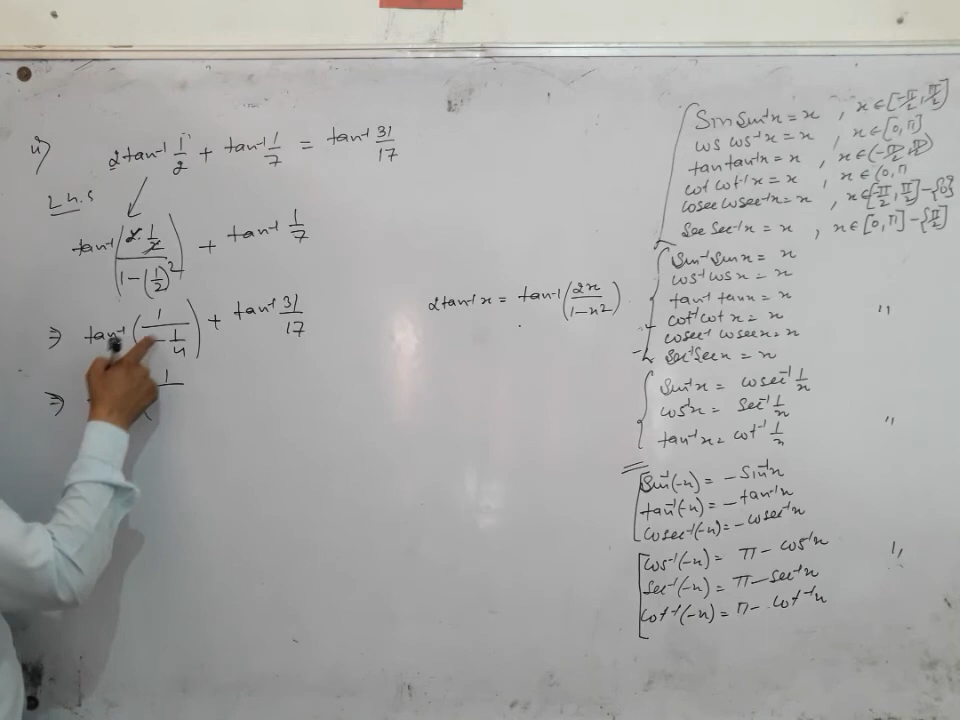 4) 2tan⁻¹ 1/2 + tan⁻¹ 1/7 = tan⁻¹ 31/17
L.h.s
tan⁻¹(2·1/2 / 1-(1/2)²) + tan⁻¹ 1/7
⇒ tan⁻¹(1 / -1/4) + tan⁻¹ 31/17
⇒ ( 1
2tan⁻¹x = tan⁻¹(2x/1-x²)
Sin Sin⁻¹x = x , x ∈ [-π/2, π/2]
cos cos⁻¹x = x , x ∈ [0, π]
tan tan⁻¹x = x , x ∈ (-π/2, π/2)
cot cot⁻¹x = x , x ∈ (0, π
cosec cosec⁻¹x = x , x ∈ [-π/2, π/2] - {0}
Sec Sec⁻¹x = x , x ∈ [0, π] - {π/2}
Sin⁻¹ Sin x = x
cos⁻¹ cos x = x
tan⁻¹ tan x = x
cot⁻¹ cot x = x "
cosec⁻¹ cosec x = x
Sec⁻¹ Sec x = x
Sin⁻¹x = cosec⁻¹ 1/x
cos⁻¹x = Sec⁻¹ 1/x
tan⁻¹x = cot⁻¹ 1/x "
Sin⁻¹(-x) = - Sin⁻¹x
tan⁻¹(-x) = - tan⁻¹x
cosec⁻¹(-x) = - cosec⁻¹x
cos⁻¹(-x) = π - cos⁻¹x "
Sec⁻¹(-x) = π - Sec⁻¹x
cot⁻¹(-x) = π - cot⁻¹x